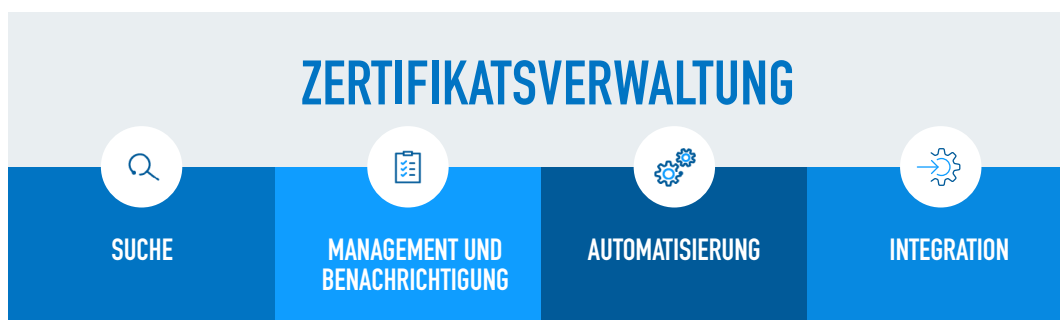 ZERTIFIKATSVERWALTUNG
SUCHE
MANAGEMENT UND
BENACHRICHTIGUNG
AUTOMATISIERUNG
INTEGRATION